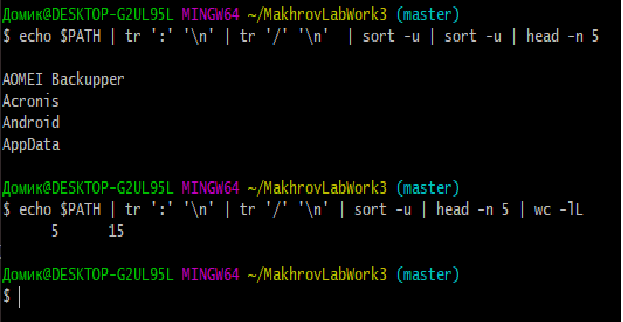 Домик@DESKTOP-G2UL95L MINGW64 ~/MakhrovLabWork3 (master)
$ echo $PATH | tr ':' '\n' | tr '/' '\n'  | sort -u | sort -u | head -n 5

AOMEI Backupper
Acronis
Android
AppData

Домик@DESKTOP-G2UL95L MINGW64 ~/MakhrovLabWork3 (master)
$ echo $PATH | tr ':' '\n' | tr '/' '\n' | sort -u | head -n 5 | wc -lL
      5      15

Домик@DESKTOP-G2UL95L MINGW64 ~/MakhrovLabWork3 (master)
$